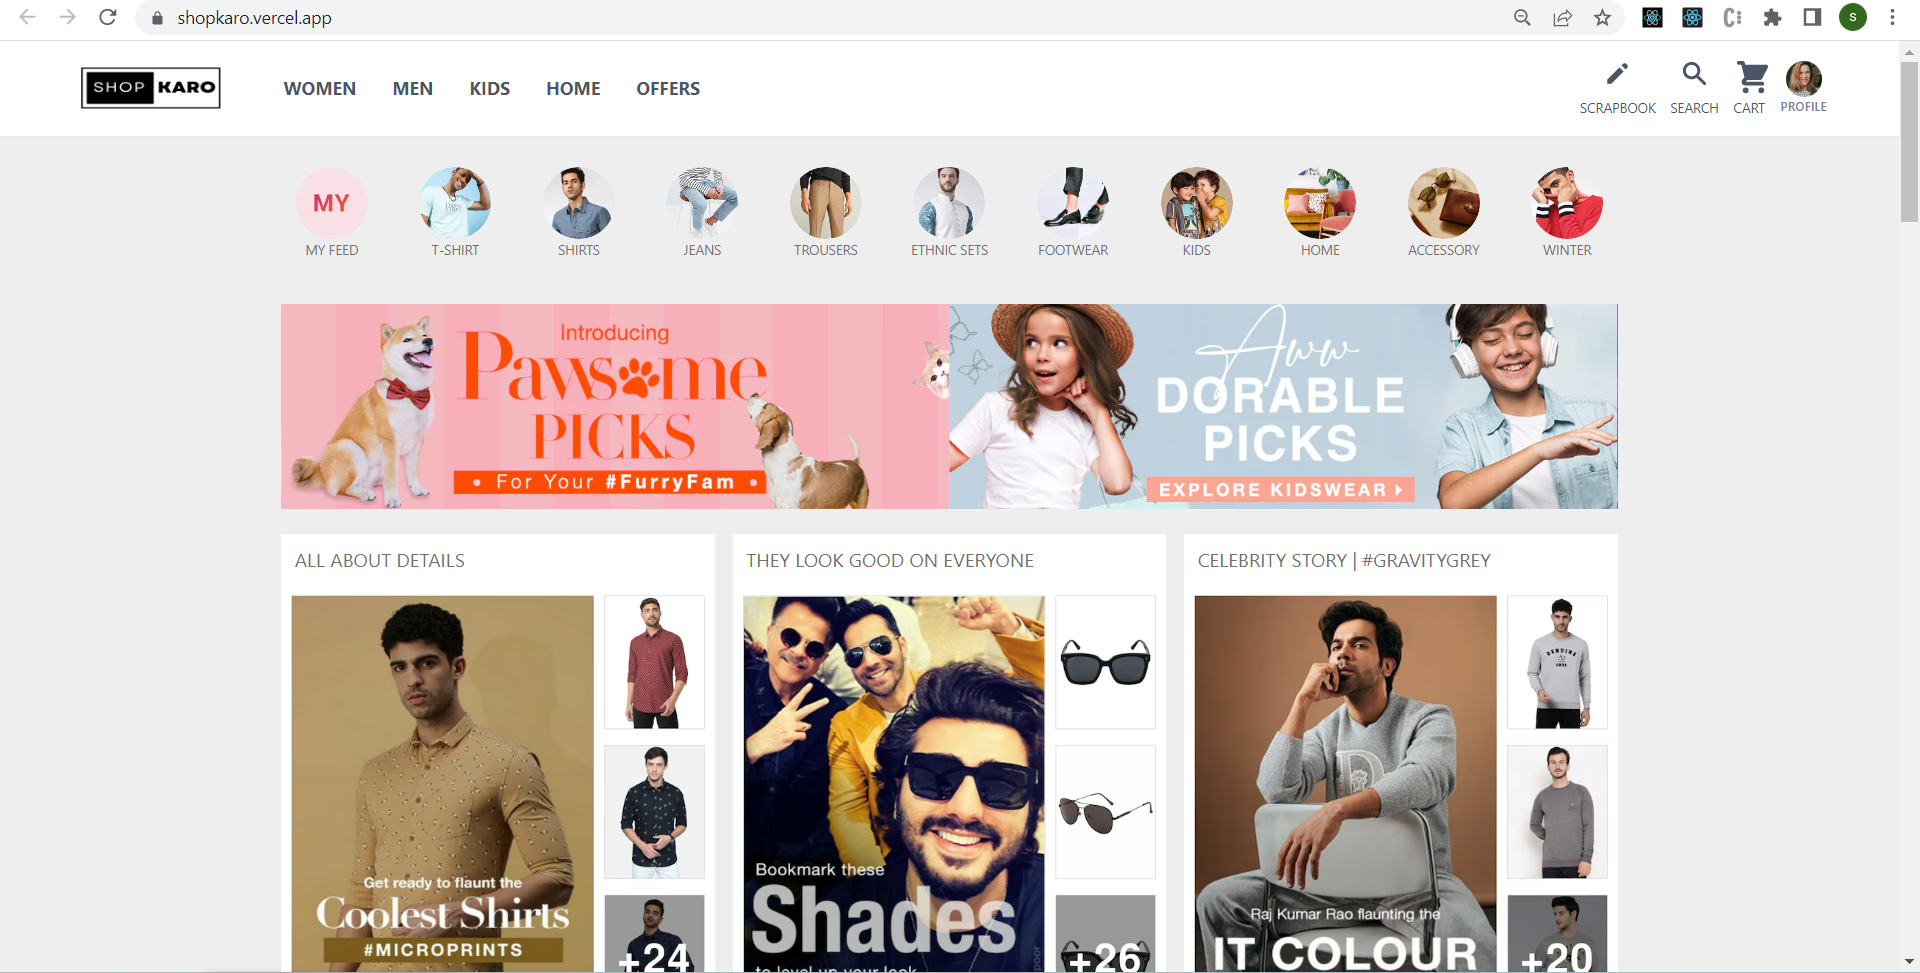 shopkaro.vercel.app
S
SHOP KARO
WOMEN
MEN
KIDS
HOME
OFFERS
SCRAPBOOK
SEARCH
CART
PROFILE
MY
MY FEED
T-SHIRT
SHIRTS
JEANS
TROUSERS
ETHNIC SETS
FOOTWEAR
KIDS
HOME
ACCESSORY
WINTER
Introducing
Pawsome
PICKS
• For Your #FurryFam •
Aww
DORABLE
PICKS
EXPLORE KIDSWEAR
ALL ABOUT DETAILS
Get ready to flaunt the
Coolest Shirts
#MICROPRINTS
+24
THEY LOOK GOOD ON EVERYONE
Bookmark these
Shades
to level up your look
+26
CELEBRITY STORY | #GRAVITYGREY
Raj Kumar Rao flaunting the
IT COLOUR
GENUINE
+20